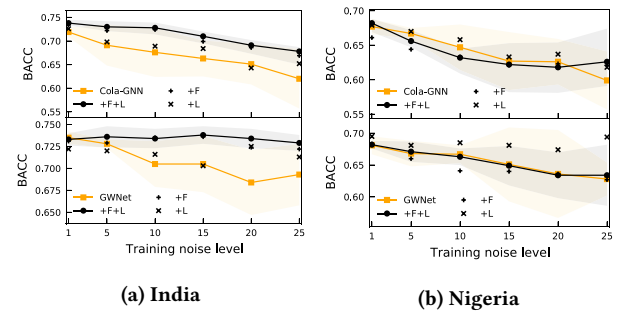 0.75
0.70
0.65
0.60
0.55
BACC
Cola-GNN
+F
+F+L
+L
0.750
0.725
0.700
0.675
0.650
BACC
GWNet
+F
+F+L
+L
1 5 10 15 20 25
Training noise level
(a) India
0.70
0.65
0.60
0.55
BACC
Cola-GNN
+F
+F+L
+L
0.70
0.65
0.60
BACC
GWNet
+F
+F+L
+L
1 5 10 15 20 25
Training noise level
(b) Nigeria